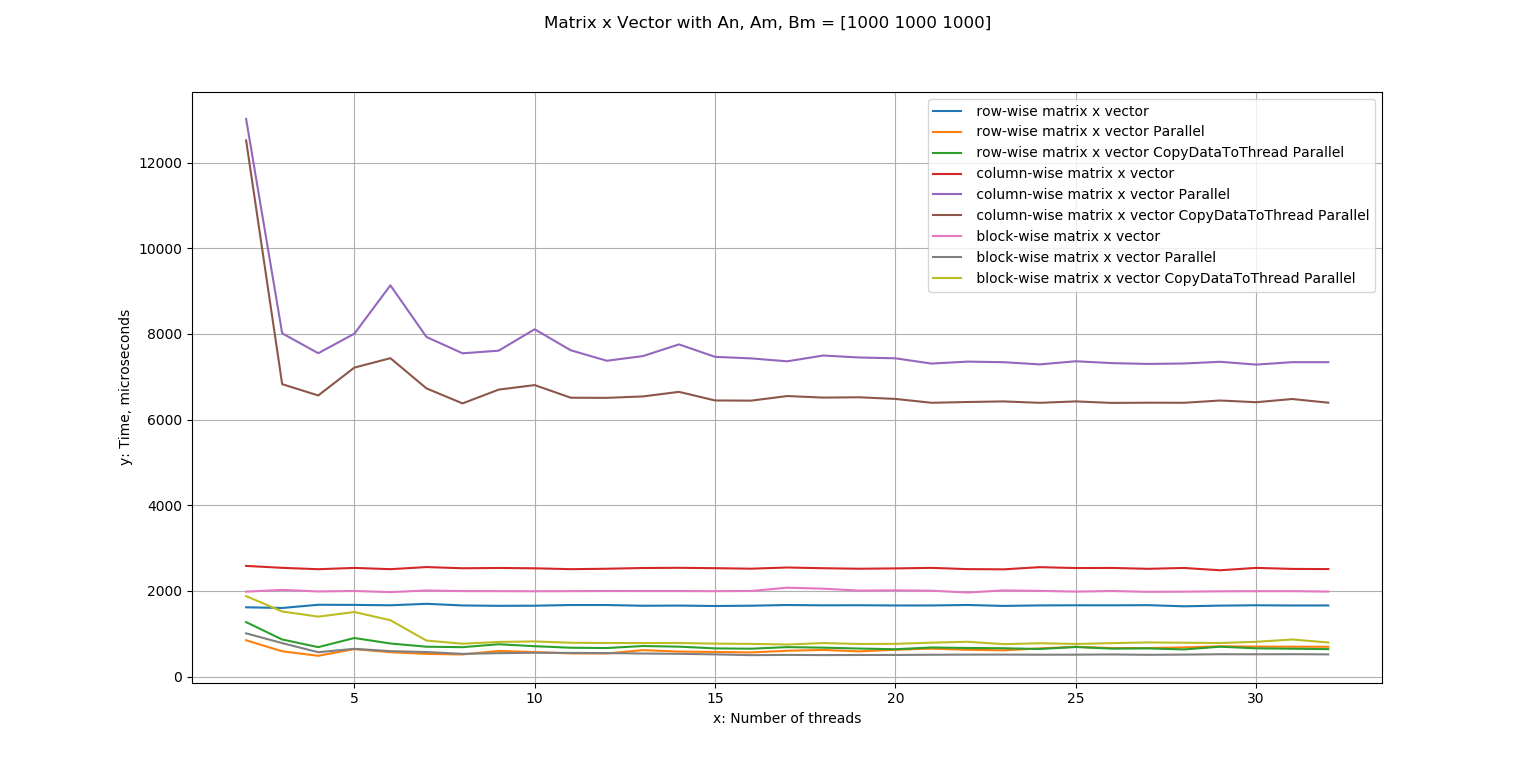 Matrix x Vector with An, Am, Bm = [1000 1000 1000]
row-wise matrix x vector
row-wise matrix x vector Parallel
row-wise matrix x vector CopyDataToThread Parallel
column-wise matrix x vector
column-wise matrix x vector Parallel
column-wise matrix x vector CopyDataToThread Parallel
block-wise matrix x vector
block-wise matrix x vector Parallel
block-wise matrix x vector CopyDataToThread Parallel
y: Time, microseconds
12000
10000
8000
6000
4000
2000
0
5 10 15 20 25 30
x: Number of threads